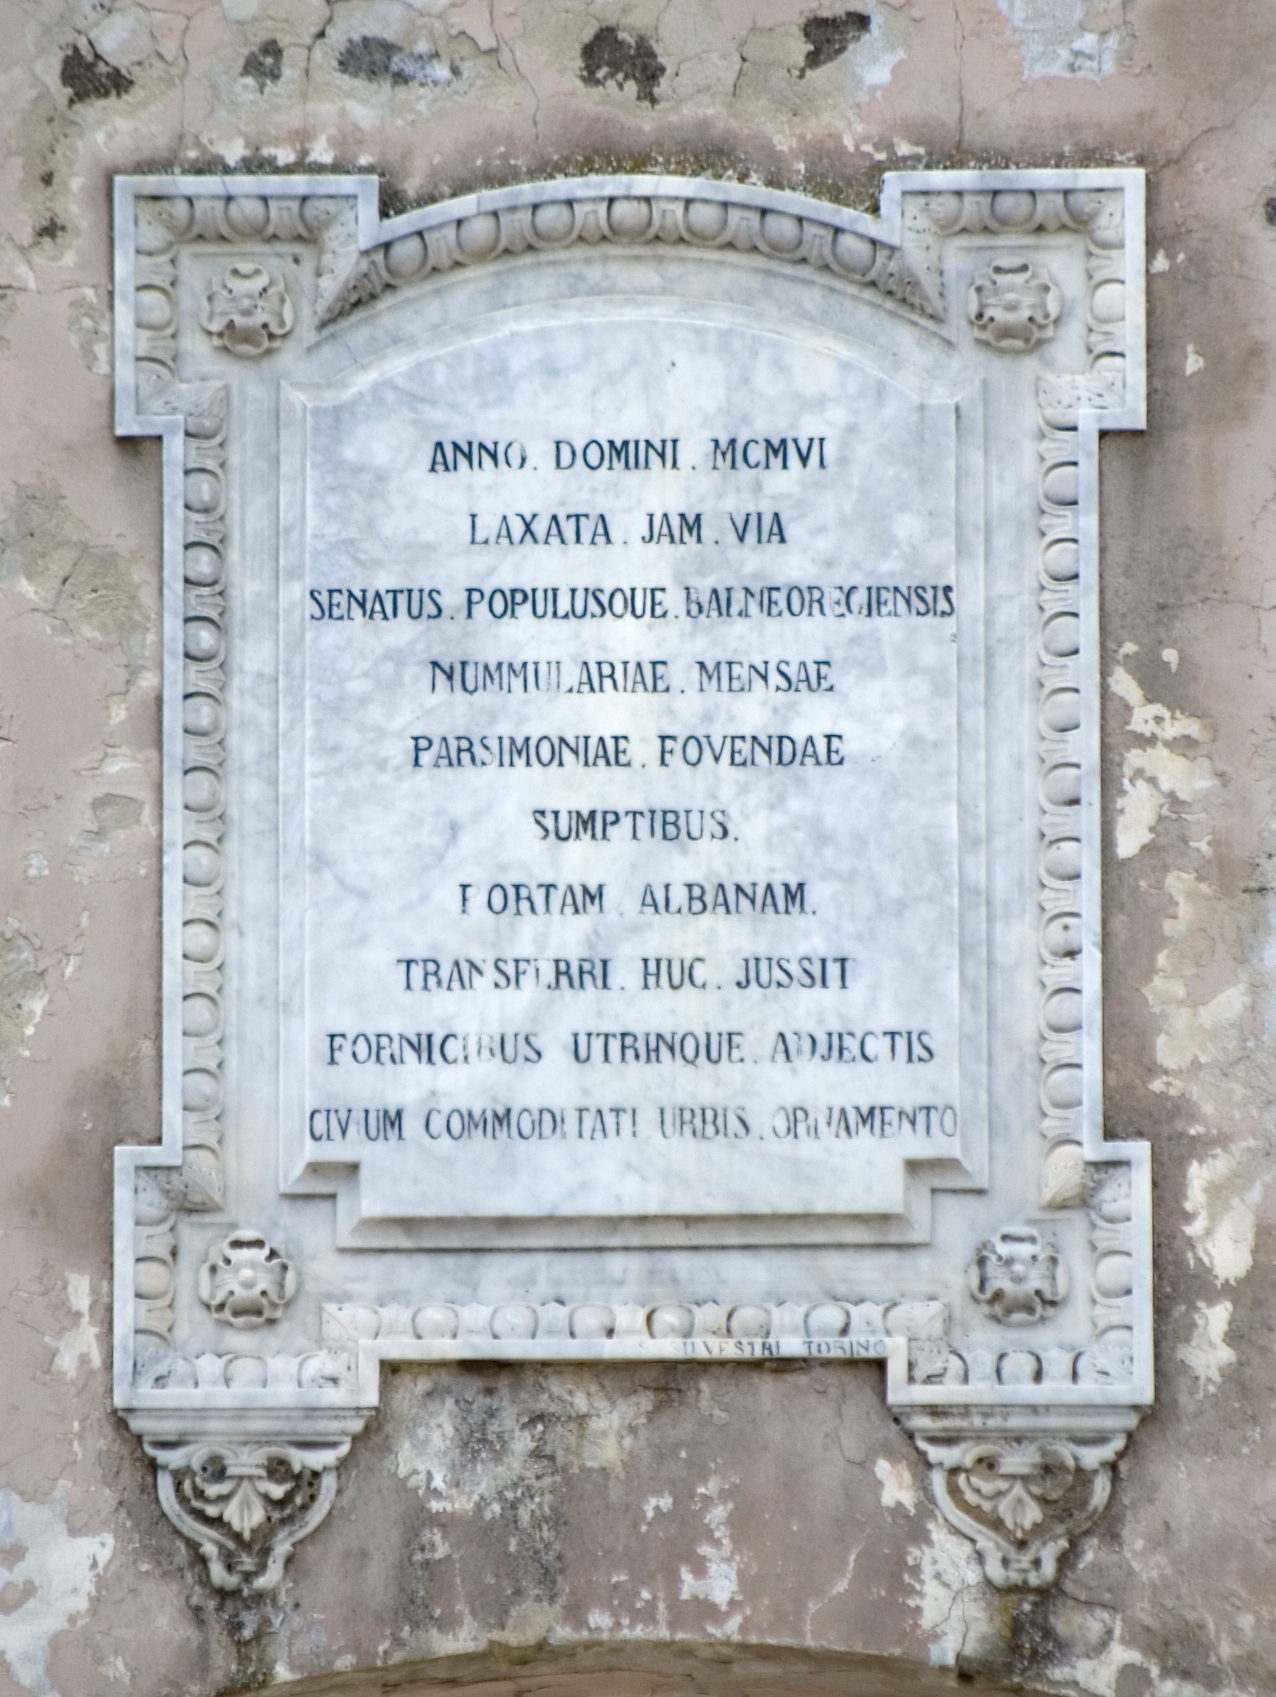 ANNO. DOMINI. MCMVI
LAXATA. JAM. VIA
SENATUS. POPULUSQUE. BALNEOREGIENSIS
NUMMULARIAE. MENSAE
PARSIMONIAE. FOVENDAE
SUMPTIBUS.
PORTAM. ALBANAM.
TRANSFERRI. HUC. JUSSIT
FORNICIBUS UTRINQUE. ADJECTIS
CIVIUM COMMODITATI URBIS. ORNAMENTO
SILVESTRI TORINO